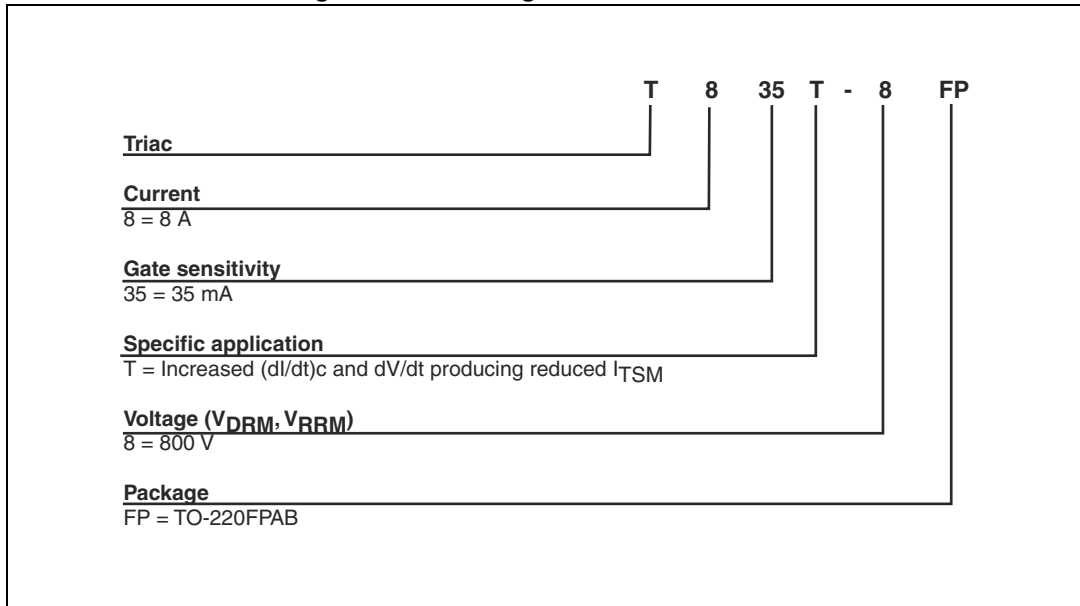 T 8 35 T - 8 FP
Triac
Current
8 = 8 A
Gate sensitivity
35 = 35 mA
Specific application
T = Increased (dI/dt)c and dV/dt producing reduced ITSM
Voltage (VDRM, VRRM)
8 = 800 V
Package
FP = TO-220FPAB